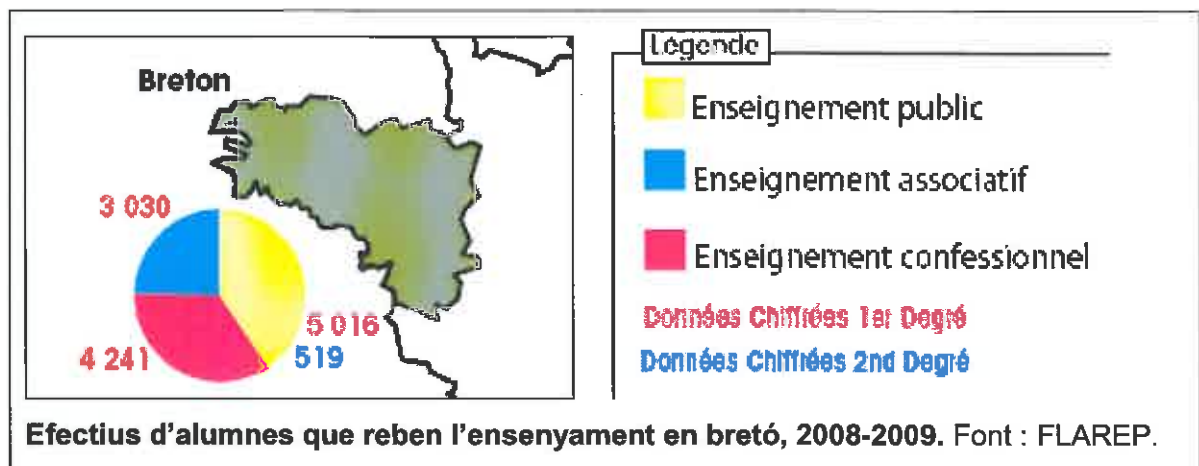 Breton
3 030
4 241
5 016
519
Légende
Enseignement public
Enseignement associatif
Enseignement confessionnel
Données Chiffrées 1er Degré
Données Chiffrées 2nd Degré
Efectius d'alumnes que reben l'ensenyament en bretó, 2008-2009. Font : FLAREP.